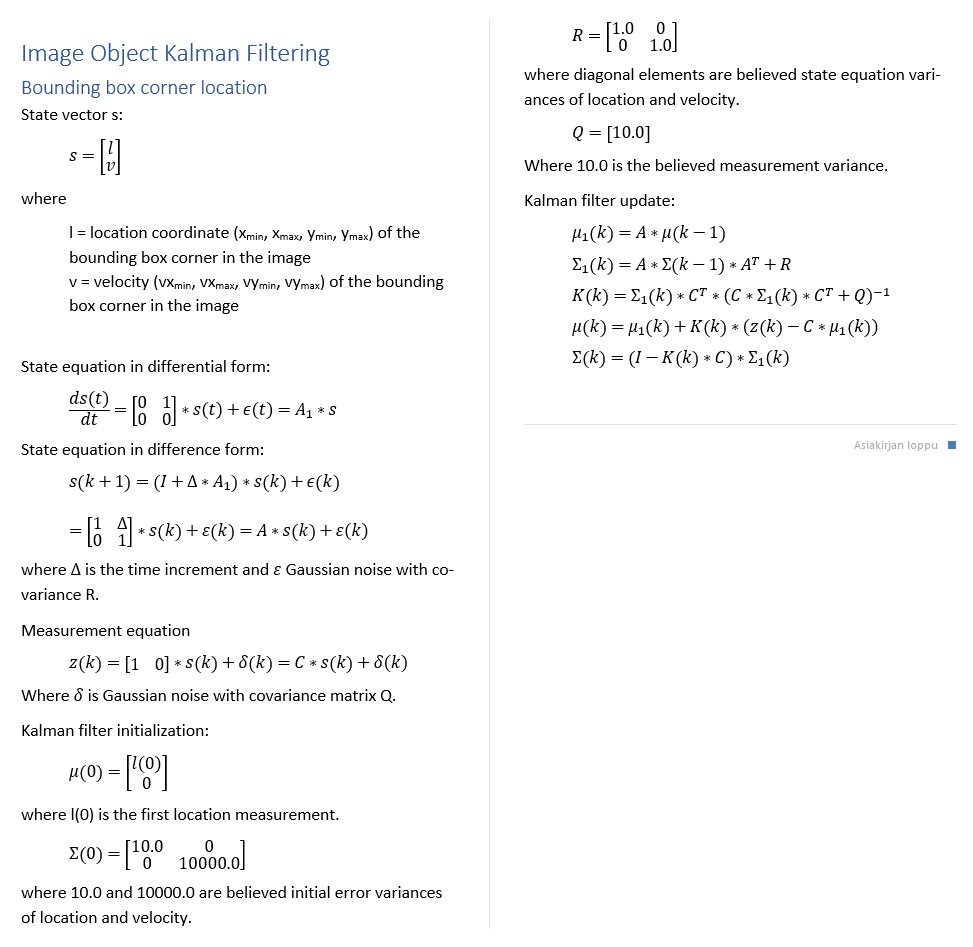 Image Object Kalman Filtering
Bounding box corner location
State vector s:
s = [l
v]
where
l = location coordinate (xmin, xmax, ymin, ymax) of the
bounding box corner in the image
v = velocity (vxmin, vxmax, vymin, vymax) of the bounding
box corner in the image
State equation in differential form:
ds(t)/dt = [0 1
0 0] * s(t) + ϵ(t) = A₁ * s
State equation in difference form:
s(k + 1) = (I + Δ * A₁) * s(k) + ϵ(k)
= [1 Δ
0 1] * s(k) + ε(k) = A * s(k) + ε(k)
where Δ is the time increment and ε Gaussian noise with co-
variance R.
Measurement equation
z(k) = [1 0] * s(k) + δ(k) = C * s(k) + δ(k)
Where δ is Gaussian noise with covariance matrix Q.
Kalman filter initialization:
μ(0) = [l(0)
0]
where l(0) is the first location measurement.
Σ(0) = [10.0 0
0 10000.0]
where 10.0 and 10000.0 are believed initial error variances
of location and velocity.
R = [1.0 0
0 1.0]
where diagonal elements are believed state equation vari-
ances of location and velocity.
Q = [10.0]
Where 10.0 is the believed measurement variance.
Kalman filter update:
μ₁(k) = A * μ(k − 1)
Σ₁(k) = A * Σ(k − 1) * Aᵀ + R
K(k) = Σ₁(k) * Cᵀ * (C * Σ₁(k) * Cᵀ + Q)⁻¹
μ(k) = μ₁(k) + K(k) * (z(k) − C * μ₁(k))
Σ(k) = (I − K(k) * C) * Σ₁(k)
Asiakirjan loppu